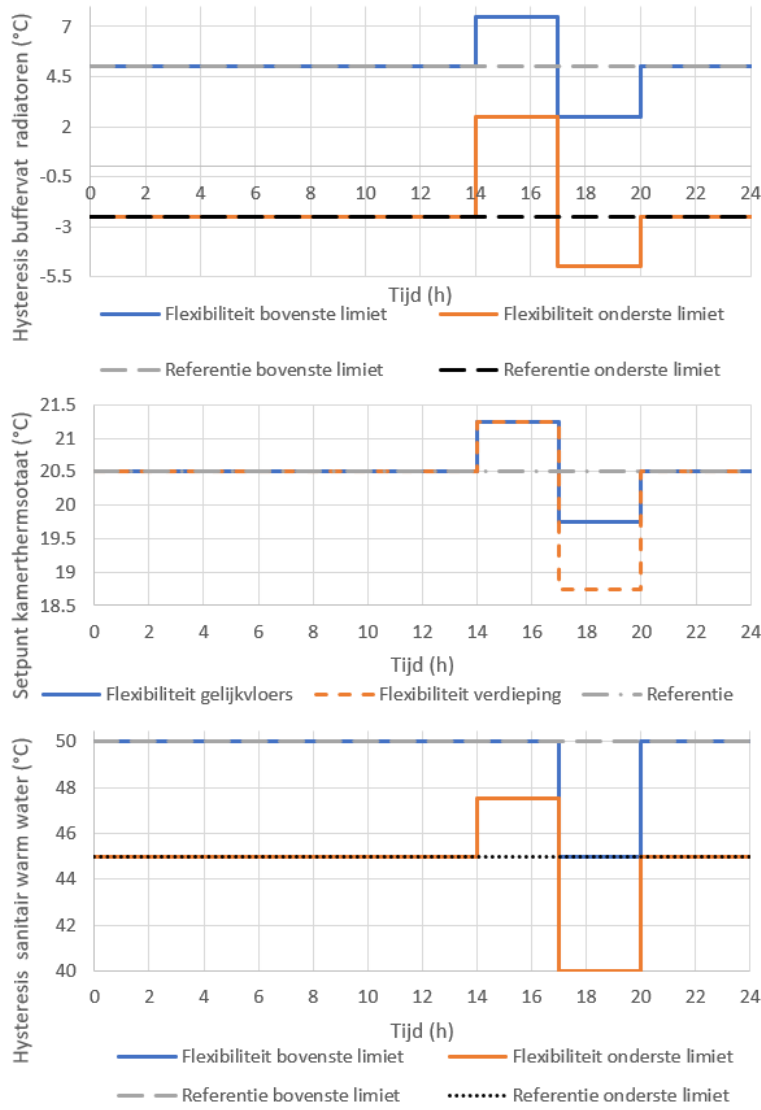 Hysteresis buffervat radiatoren (°C)
7
4.5
2
-0.5
-3
-5.5
0 2 4 6 8 10 12 14 16 18 20 22 24
Tijd (h)
Flexibiliteit bovenste limiet Flexibiliteit onderste limiet
Referentie bovenste limiet Referentie onderste limiet
Setpunt kamerthermsotaat (°C)
21.5
21
20.5
20
19.5
19
18.5
0 2 4 6 8 10 12 14 16 18 20 22 24
Tijd (h)
Flexibiliteit gelijkvloers Flexibiliteit verdieping Referentie
Hysteresis sanitair warm water (°C)
50
48
46
44
42
40
0 2 4 6 8 10 12 14 16 18 20 22 24
Tijd (h)
Flexibiliteit bovenste limiet Flexibiliteit onderste limiet
Referentie bovenste limiet Referentie onderste limiet